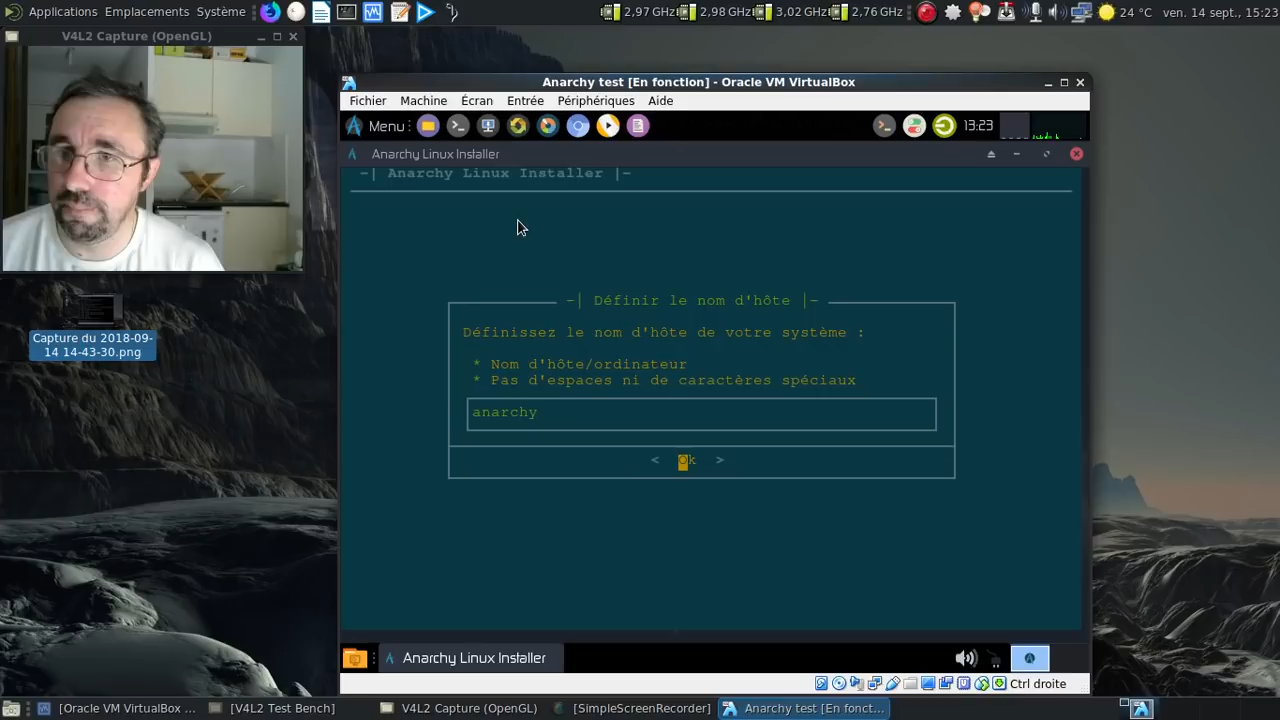 Applications Emplacements Système
2,97 GHz 2,98 GHz 3,02 GHz 2,76 GHz
24 °C ven. 14 sept., 15:23
V4L2 Capture (OpenGL)
Capture du 2018-09-
14 14-43-30.png
Anarchy test [En fonction] - Oracle VM VirtualBox
Fichier Machine Écran Entrée Périphériques Aide
Menu
13:23
Anarchy Linux Installer
-| Anarchy Linux Installer |-
-| Définir le nom d'hôte |-
Définissez le nom d'hôte de votre système :
* Nom d'hôte/ordinateur
* Pas d'espaces ni de caractères spéciaux
anarchy
< Ok >
Anarchy Linux Installer
Ctrl droite
[Oracle VM VirtualBox ... [V4L2 Test Bench] V4L2 Capture (OpenGL) [SimpleScreenRecorder] Anarchy test [En fonct...